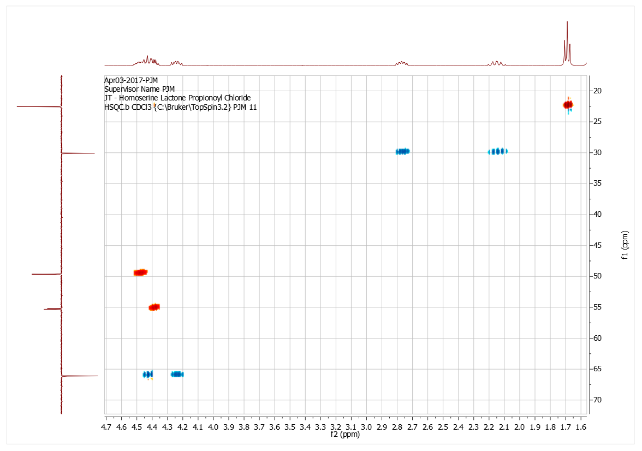 Apr03-2017-PJM
Supervisor Name PJM
JT Homoserine Lactone Propionoyl Chloride
HSQC.b CDCl3 {C:\Bruker\TopSpin3.2} PJM 11
20
25
30
35
40
45
50
55
60
65
70
f1 (ppm)
4.7 4.6 4.5 4.4 4.3 4.2 4.1 4.0 3.9 3.8 3.7 3.6 3.5 3.4 3.3 3.2 3.1 3.0 2.9 2.8 2.7 2.6 2.5 2.4 2.3 2.2 2.1 2.0 1.9 1.8 1.7 1.6
f2 (ppm)